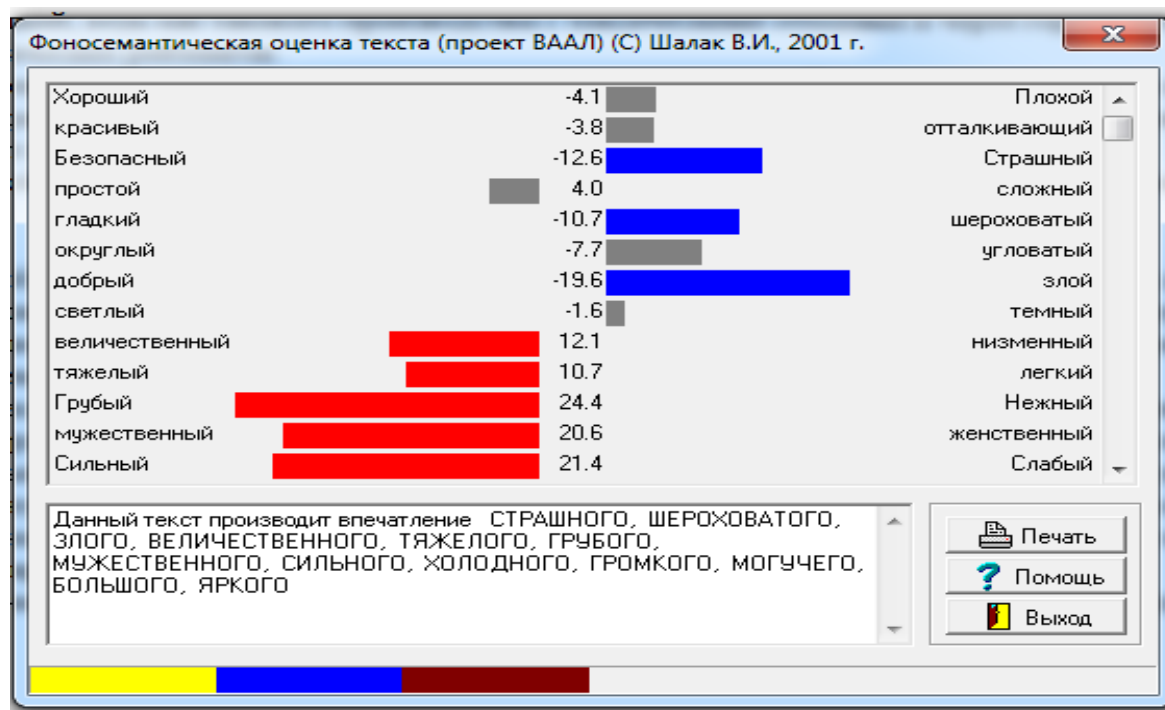 Фоносемантическая оценка текста (проект ВААЛ) (С) Шалак В.И., 2001 г.
Хороший -4.1 Плохой
красивый -3.8 отталкивающий
Безопасный -12.6 Страшный
простой 4.0 сложный
гладкий -10.7 шероховатый
округлый -7.7 угловатый
добрый -19.6 злой
светлый -1.6 темный
величественный 12.1 низменный
тяжелый 10.7 легкий
Грубый 24.4 Нежный
мужественный 20.6 женственный
Сильный 21.4 Слабый
Данный текст производит впечатление СТРАШНОГО, ШЕРОХОВАТОГО,
ЗЛОГО, ВЕЛИЧЕСТВЕННОГО, ТЯЖЕЛОГО, ГРУБОГО,
МУЖЕСТВЕННОГО, СИЛЬНОГО, ХОЛОДНОГО, ГРОМКОГО, МОГУЧЕГО,
БОЛЬШОГО, ЯРКОГО
Печать
Помощь
Выход